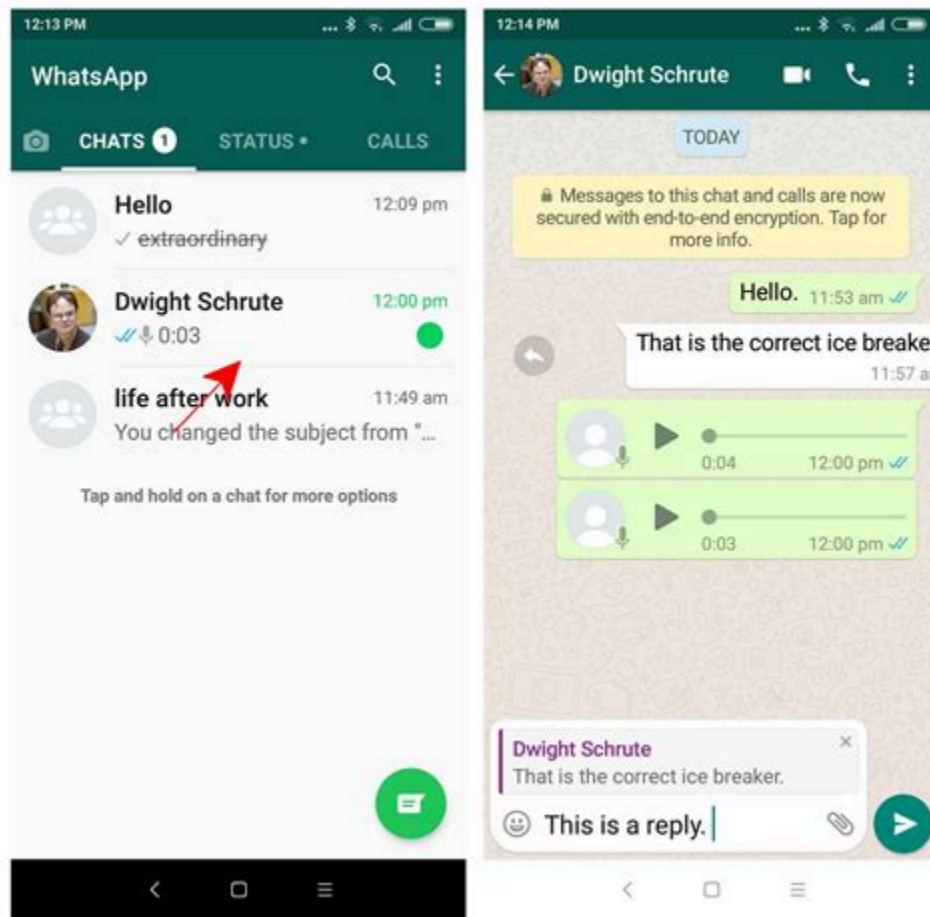 12:13 PM
WhatsApp
CHATS 1
STATUS •
CALLS
Hello
12:09 pm
extraordinary
Dwight Schrute
12:00 pm
0:03
life after work
11:49 am
You changed the subject from "...
Tap and hold on a chat for more options
12:14 PM
Dwight Schrute
TODAY
Messages to this chat and calls are now
secured with end-to-end encryption. Tap for
more info.
Hello. 11:53 am
That is the correct ice breake
11:57 a
0:04 12:00 pm
0:03 12:00 pm
Dwight Schrute
That is the correct ice breaker.
This is a reply.